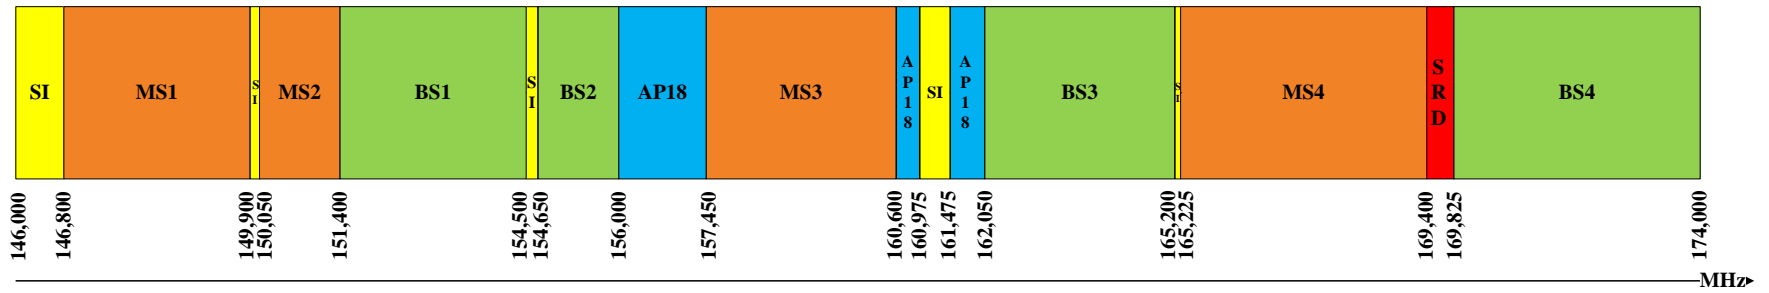 SI
MS1
SI
MS2
BS1
SI
BS2
AP18
MS3
AP18
SI
AP18
BS3
SI
MS4
SRD
BS4
146,000
146,800
149,900
150,050
151,400
154,500
154,650
156,000
157,450
160,600
160,975
161,475
162,050
165,200
165,225
169,400
169,825
174,000
MHz